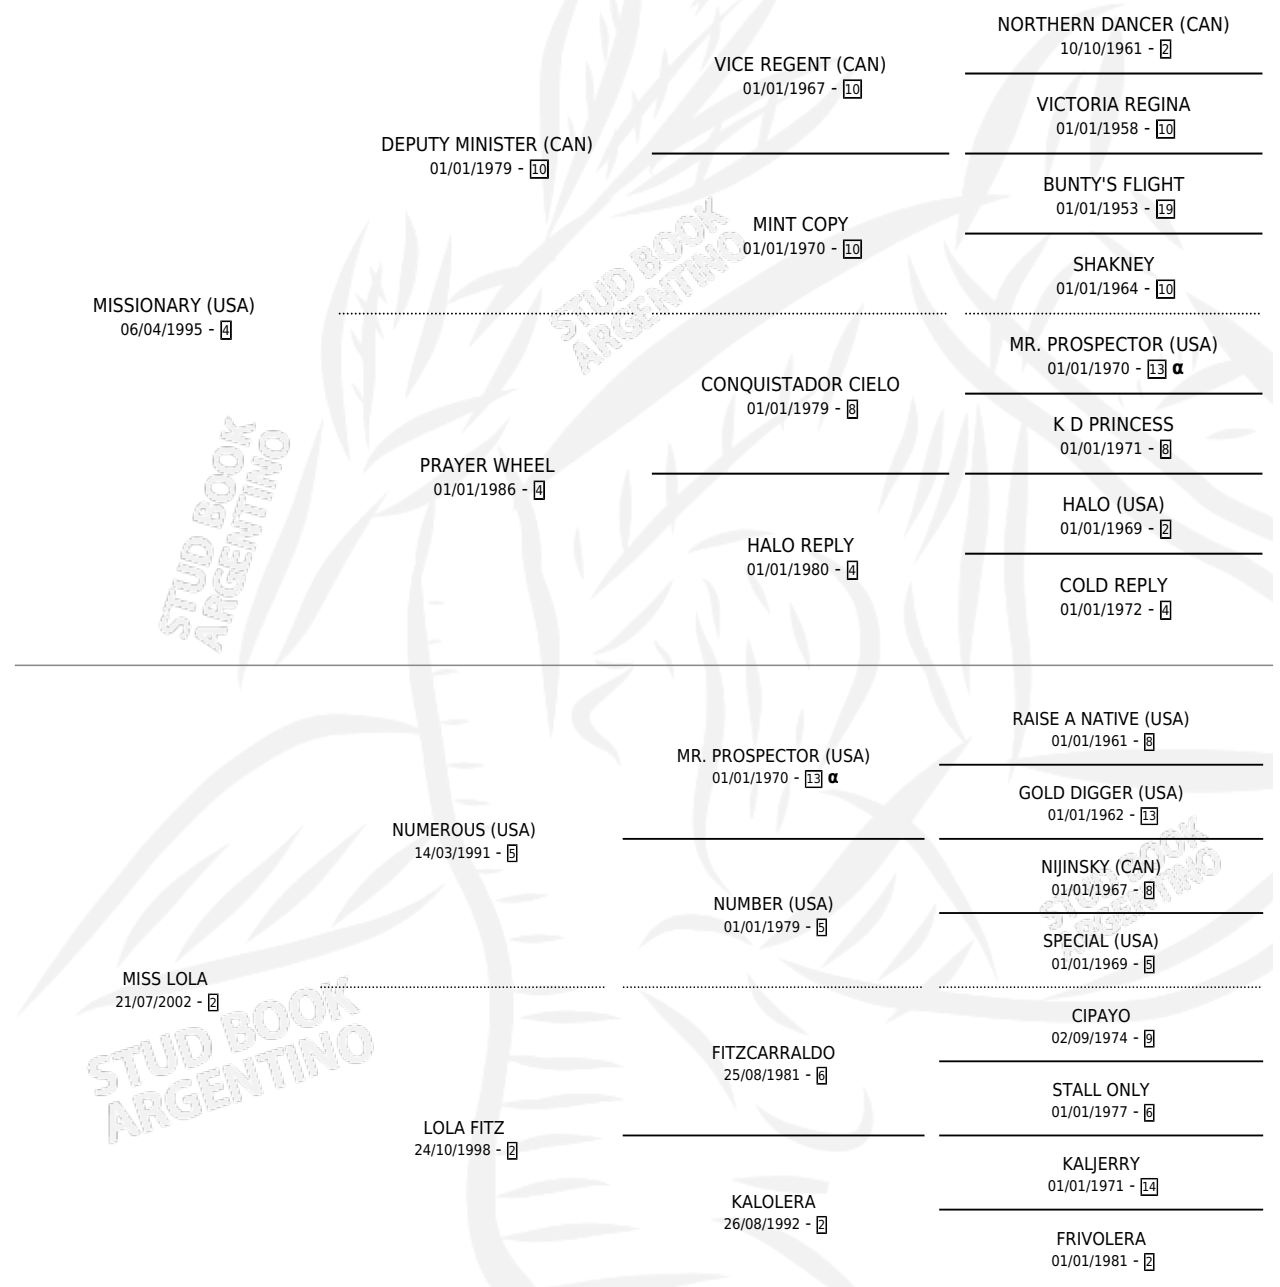 NORTHERN DANCER (CAN)
10/10/1961 - 2
VICE REGENT (CAN)
01/01/1967 - 10
VICTORIA REGINA
01/01/1958 - 10
DEPUTY MINISTER (CAN)
01/01/1979 - 10
BUNTY'S FLIGHT
01/01/1953 - 19
MINT COPY
01/01/1970 - 10
SHAKNEY
01/01/1964 - 10
MISSIONARY (USA)
06/04/1995 - 4
STUD BOOK
ARGENTINO
MR. PROSPECTOR (USA)
01/01/1970 - 13 α
CONQUISTADOR CIELO
01/01/1979 - 8
K D PRINCESS
01/01/1971 - 8
PRAYER WHEEL
01/01/1986 - 4
HALO (USA)
01/01/1969 - 2
HALO REPLY
01/01/1980 - 4
COLD REPLY
01/01/1972 - 4
STUD BOOK
ARGENTINO
RAISE A NATIVE (USA)
01/01/1961 - 8
MR. PROSPECTOR (USA)
01/01/1970 - 13 α
GOLD DIGGER (USA)
01/01/1962 - 13
NUMEROUS (USA)
14/03/1991 - 5
NIJINSKY (CAN)
01/01/1967 - 8
STUD BOOK
ARGENTINO
NUMBER (USA)
01/01/1979 - 5
SPECIAL (USA)
01/01/1969 - 5
MISS LOLA
21/07/2002 - 2
STUD BOOK
ARGENTINO
CIPAYO
02/09/1974 - 9
FITZCARRALDO
25/08/1981 - 6
STALL ONLY
01/01/1977 - 6
LOLA FITZ
24/10/1998 - 2
KALJERRY
01/01/1971 - 14
KALOLERA
26/08/1992 - 2
FRIVOLERA
01/01/1981 - 2